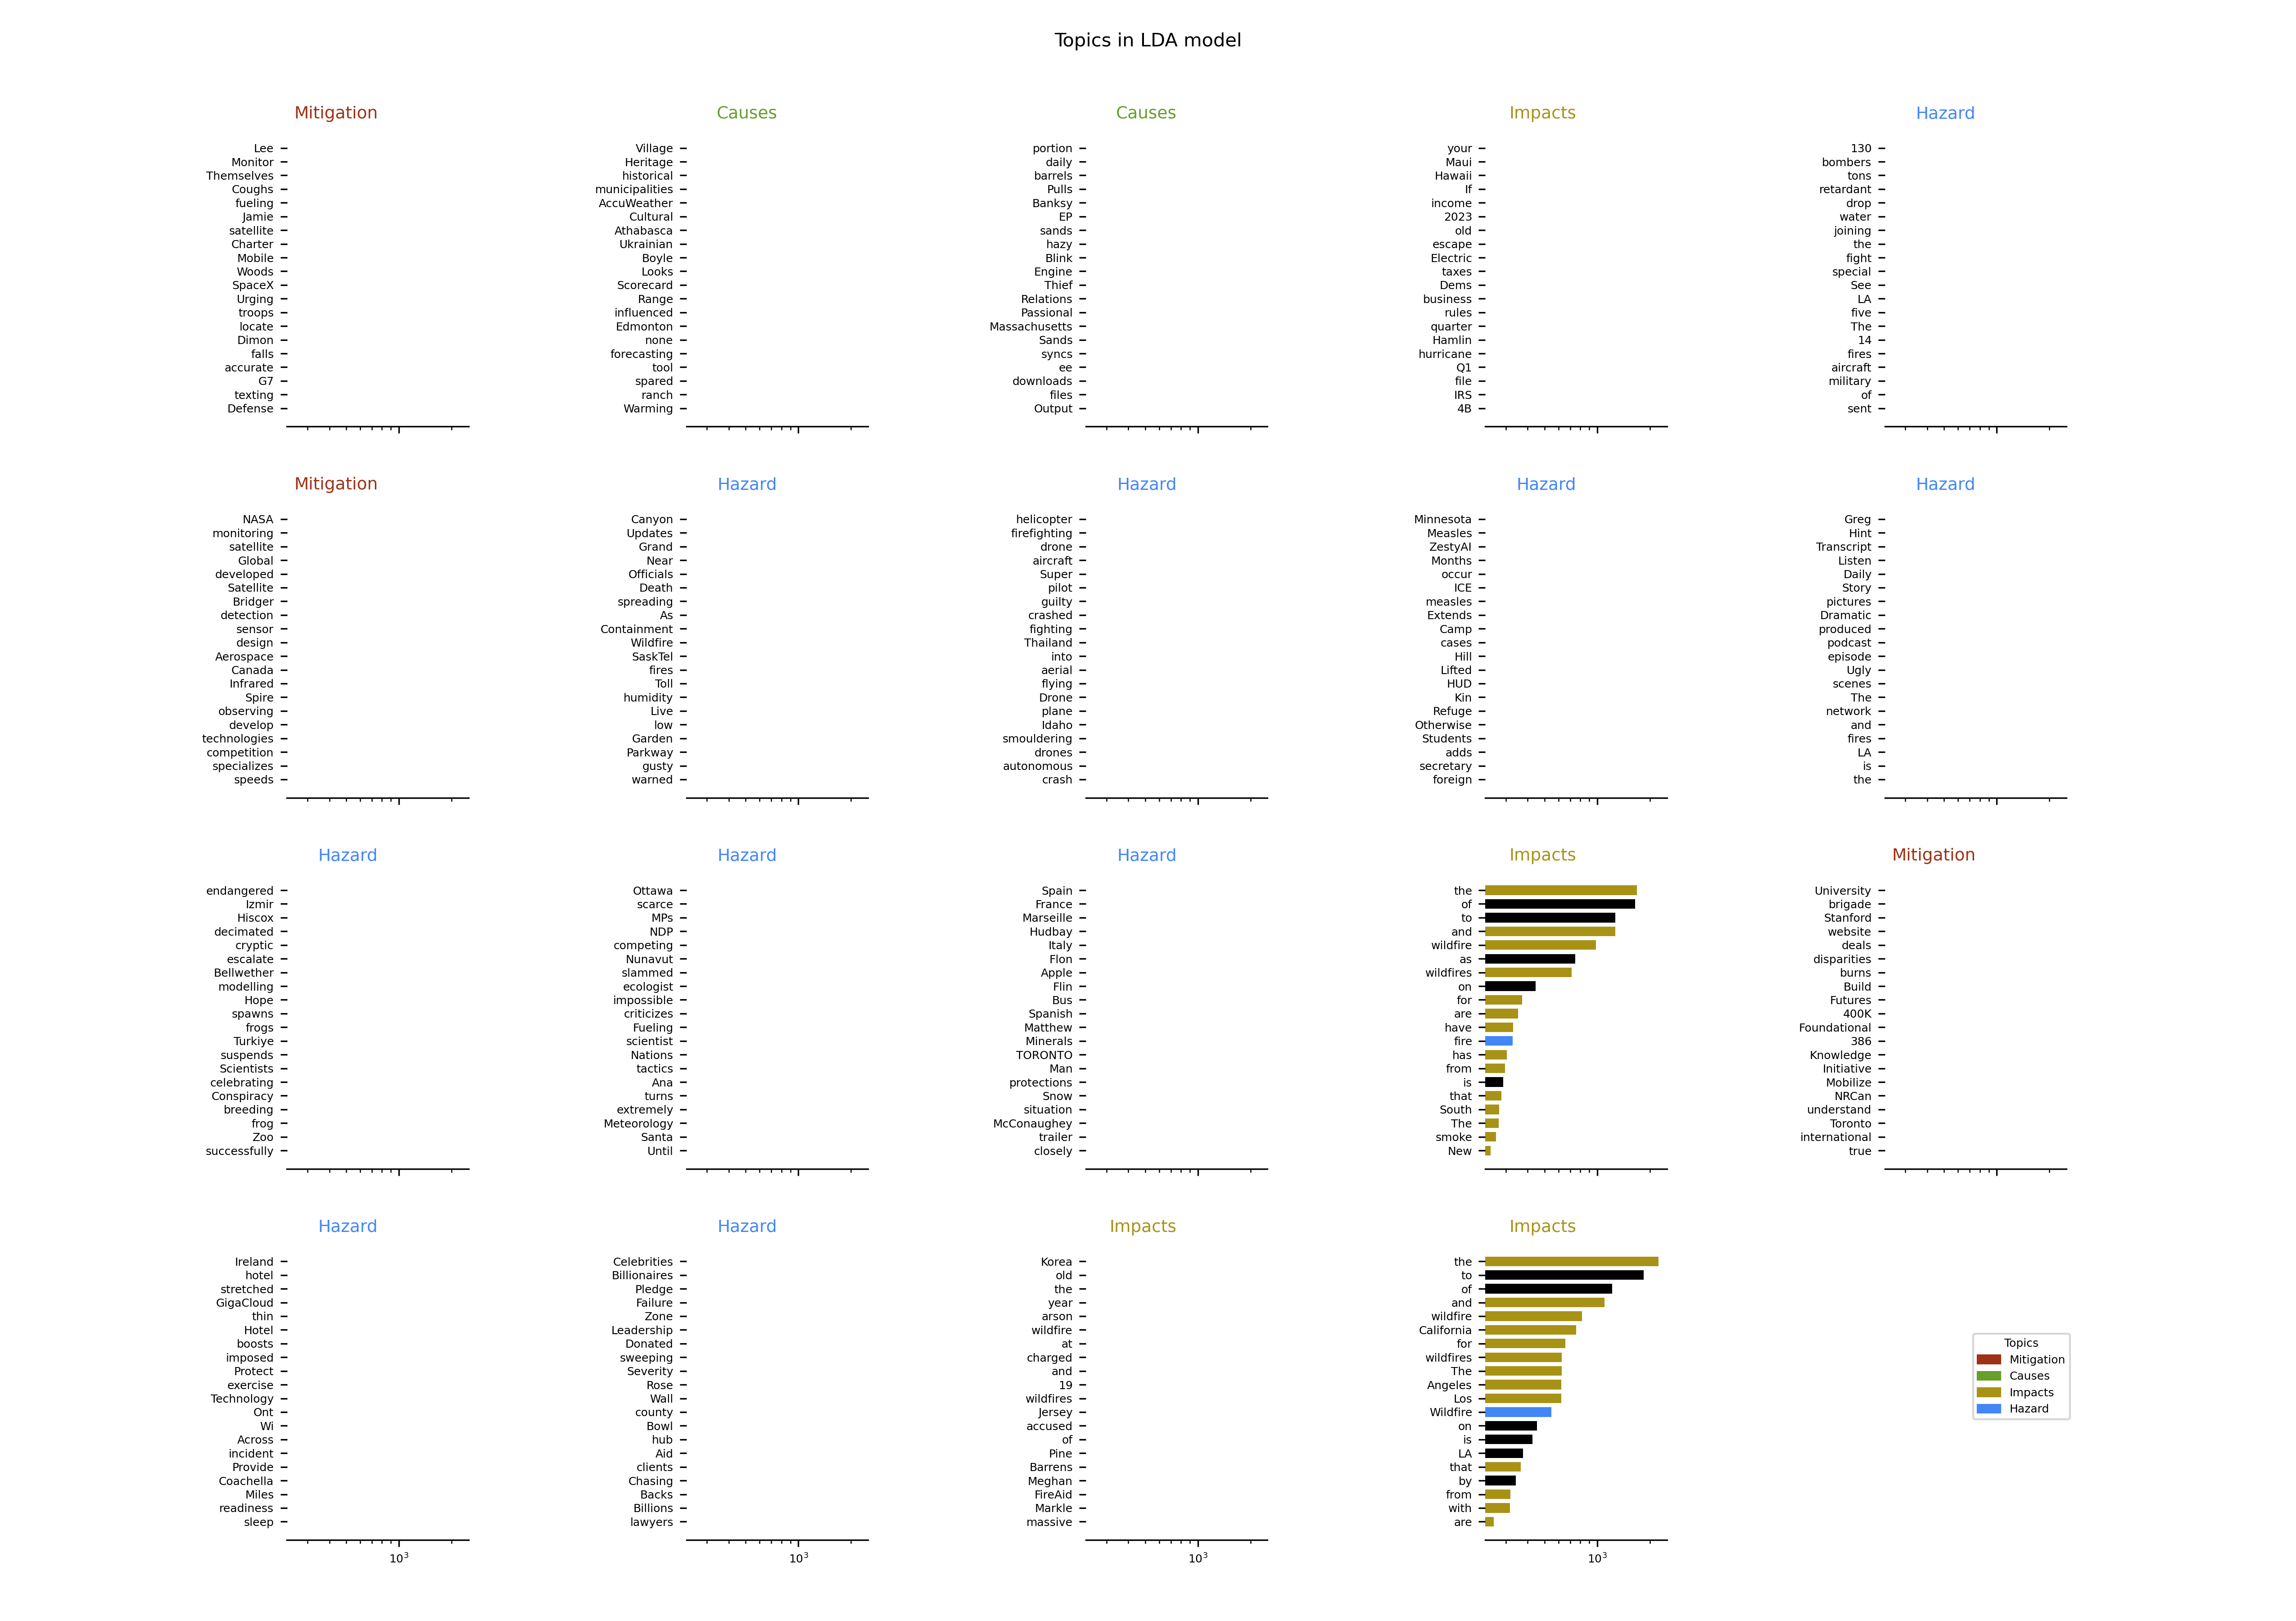 Topics in LDA model
Mitigation
Lee
Monitor
Themselves
Coughs
fueling
Jamie
satellite
Charter
Mobile
Woods
SpaceX
Urging
troops
locate
Dimon
falls
accurate
G7
texting
Defense
Causes
Village
Heritage
historical
municipalities
AccuWeather
Cultural
Athabasca
Ukrainian
Boyle
Looks
Scorecard
Range
influenced
Edmonton
none
forecasting
tool
spared
ranch
Warming
Causes
portion
daily
barrels
Pulls
Banksy
EP
sands
hazy
Blink
Engine
Thief
Relations
Passional
Massachusetts
Sands
syncs
ee
downloads
files
Output
Impacts
your
Maui
Hawaii
If
income
2023
old
escape
Electric
taxes
Dems
business
rules
quarter
Hamlin
hurricane
Q1
file
IRS
4B
Hazard
130
bombers
tons
retardant
drop
water
joining
the
fight
special
See
LA
five
The
14
fires
aircraft
military
of
sent
Mitigation
NASA
monitoring
satellite
Global
developed
Satellite
Bridger
detection
sensor
design
Aerospace
Canada
Infrared
Spire
observing
develop
technologies
competition
specializes
speeds
Hazard
Canyon
Updates
Grand
Near
Officials
Death
spreading
As
Containment
Wildfire
SaskTel
fires
Toll
humidity
Live
low
Garden
Parkway
gusty
warned
Hazard
helicopter
firefighting
drone
aircraft
Super
pilot
guilty
crashed
fighting
Thailand
into
aerial
flying
Drone
plane
Idaho
smouldering
drones
autonomous
crash
Hazard
Minnesota
Measles
ZestyAI
Months
occur
ICE
measles
Extends
Camp
cases
Hill
Lifted
HUD
Kin
Refuge
Otherwise
Students
adds
secretary
foreign
Hazard
Greg
Hint
Transcript
Listen
Daily
Story
pictures
Dramatic
produced
podcast
episode
Ugly
scenes
The
network
and
fires
LA
is
the
Hazard
endangered
Izmir
Hiscox
decimated
cryptic
escalate
Bellwether
modelling
Hope
spawns
frogs
Turkiye
suspends
Scientists
celebrating
Conspiracy
breeding
frog
Zoo
successfully
Hazard
Ottawa
scarce
MPs
NDP
competing
Nunavut
slammed
ecologist
impossible
criticizes
Fueling
scientist
Nations
tactics
Ana
turns
extremely
Meteorology
Santa
Until
Hazard
Spain
France
Marseille
Hudbay
Italy
Flon
Apple
Flin
Bus
Spanish
Matthew
Minerals
TORONTO
Man
protections
Snow
situation
McConaughey
trailer
closely
Impacts
the
of
to
and
wildfire
as
wildfires
on
for
are
have
fire
has
from
is
that
South
The
smoke
New
Mitigation
University
brigade
Stanford
website
deals
disparities
burns
Build
Futures
400K
Foundational
386
Knowledge
Initiative
Mobilize
NRCan
understand
Toronto
international
true
Hazard
Ireland
hotel
stretched
GigaCloud
thin
Hotel
boosts
imposed
Protect
exercise
Technology
Ont
Wi
Across
incident
Provide
Coachella
Miles
readiness
sleep
10³
Hazard
Celebrities
Billionaires
Pledge
Failure
Zone
Leadership
Donated
sweeping
Severity
Rose
Wall
county
Bowl
hub
Aid
clients
Chasing
Backs
Billions
lawyers
10³
Impacts
Korea
old
the
year
arson
wildfire
at
charged
and
19
wildfires
Jersey
accused
of
Pine
Barrens
Meghan
FireAid
Markle
massive
10³
Impacts
the
to
of
and
wildfire
California
for
wildfires
The
Angeles
Los
Wildfire
on
is
LA
that
by
from
with
are
10³
Topics
Mitigation
Causes
Impacts
Hazard